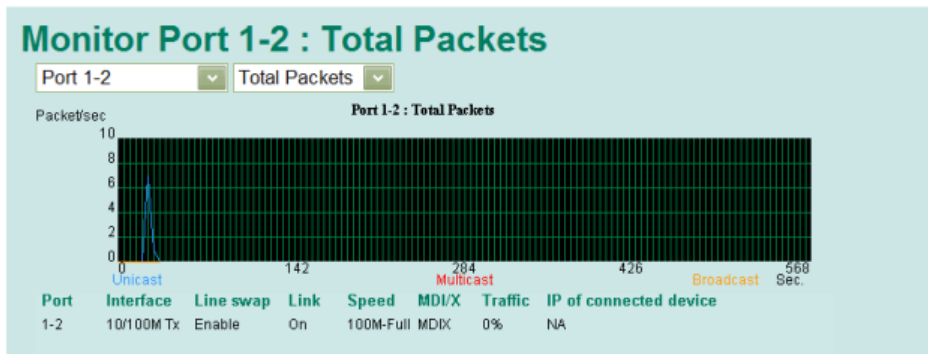 Monitor Port 1-2 : Total Packets
Port 1-2 Total Packets
Port 1-2 : Total Packets
Packet/sec
10
8
6
4
2
0
0 142 284 426 568
Unicast Multicast Broadcast Sec.
Port Interface Line swap Link Speed MDI/X Traffic IP of connected device
1-2 10/100M Tx Enable On 100M-Full MDIX 0% NA